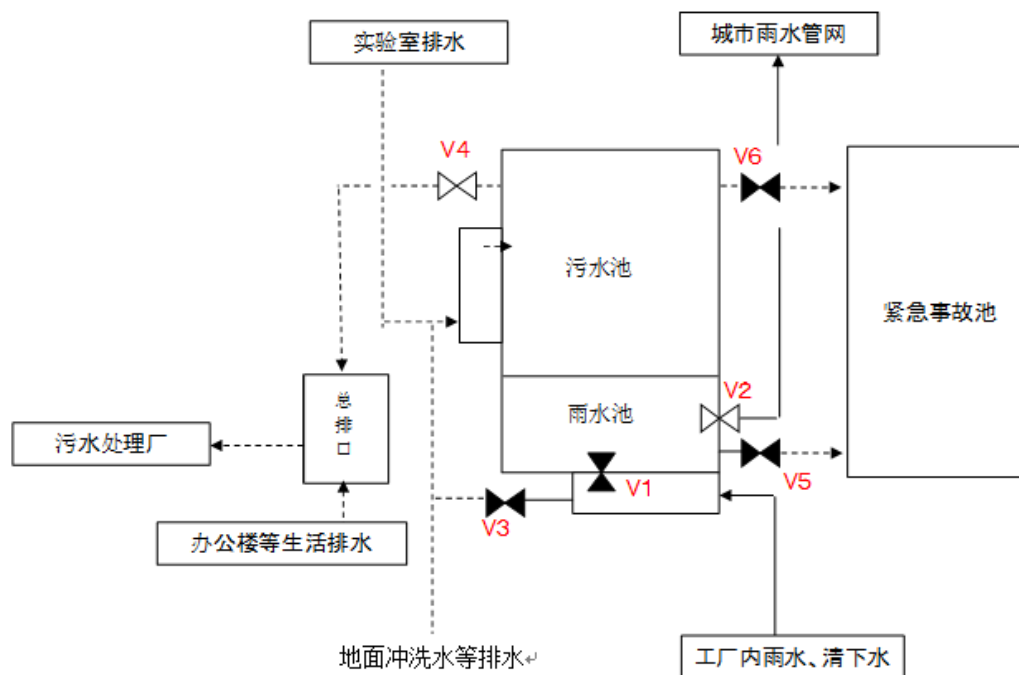 实验室排水
城市雨水管网
V4
V6
污水池
紧急事故池
总排口
V2
雨水池
污水处理厂
V1
V5
V3
办公楼等生活排水
地面冲洗水等排水↵
工厂内雨水、清下水